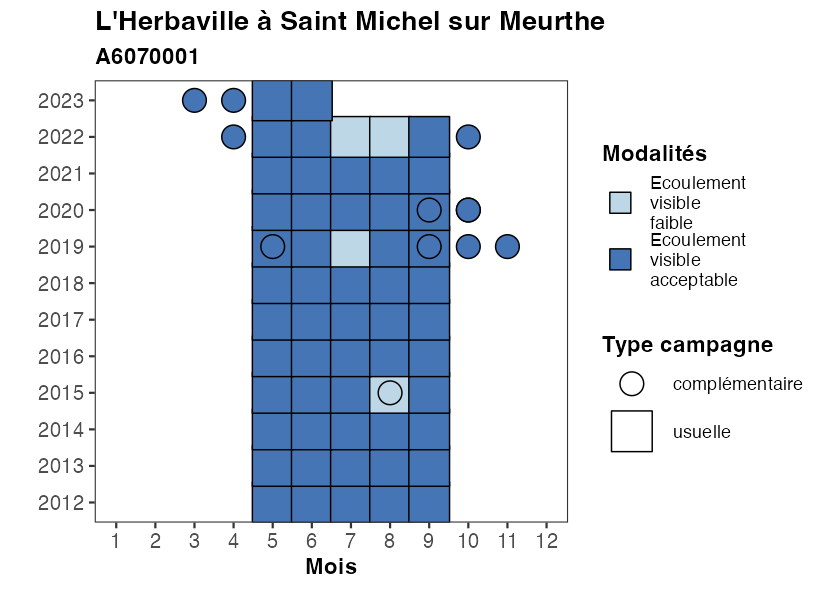 L'Herbaville à Saint Michel sur Meurthe
A6070001
2023
2022
2021
2020
2019
2018
2017
2016
2015
2014
2013
2012
1 2 3 4 5 6 7 8 9 10 11 12
Mois
Modalités
Ecoulement
visible
faible
Ecoulement
visible
acceptable
Type campagne
complémentaire
usuelle